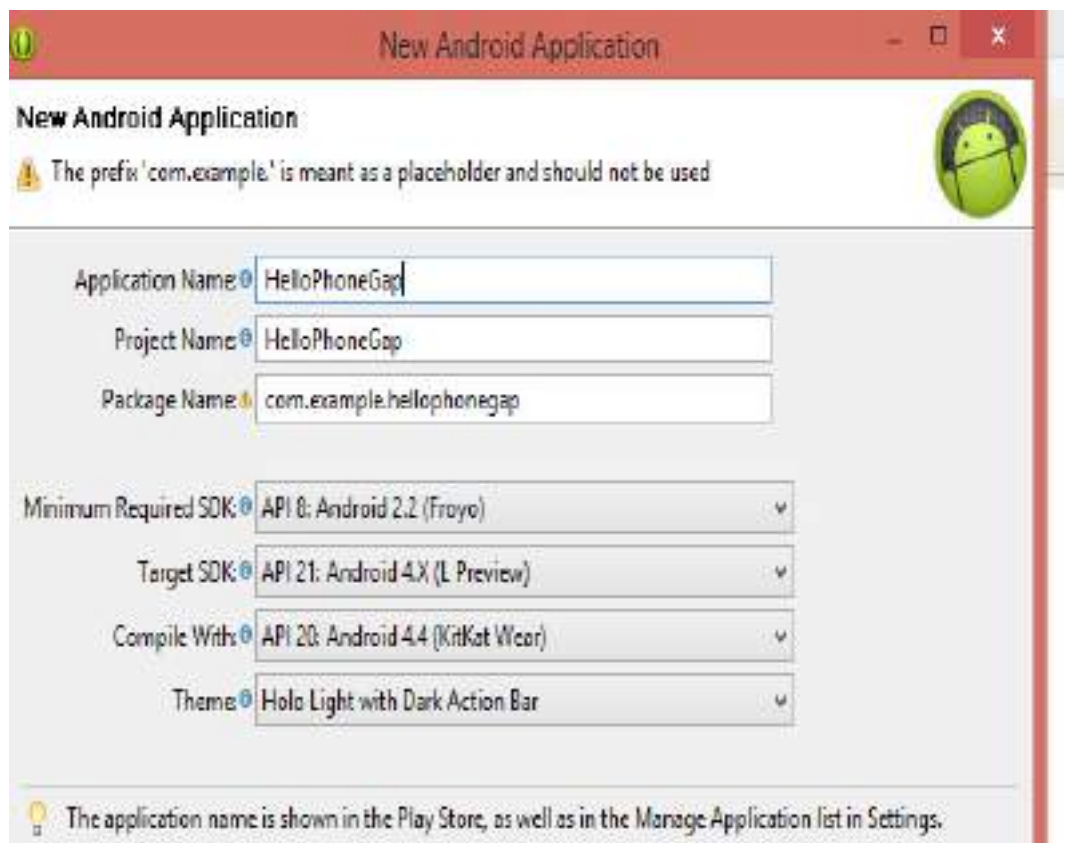 New Android Application
New Android Application
The prefix 'com.example.' is meant as a placeholder and should not be used
Application Name: HelloPhoneGap
Project Name: HelloPhoneGap
Package Name: com.example.hellophonegap
Minimum Required SDK: API 8: Android 2.2 (Froyo)
Target SDK: API 21: Android 4.X (L Preview)
Compile With: API 20: Android 4.4 (KitKat Wear)
Theme: Holo Light with Dark Action Bar
The application name is shown in the Play Store, as well as in the Manage Application list in Settings.